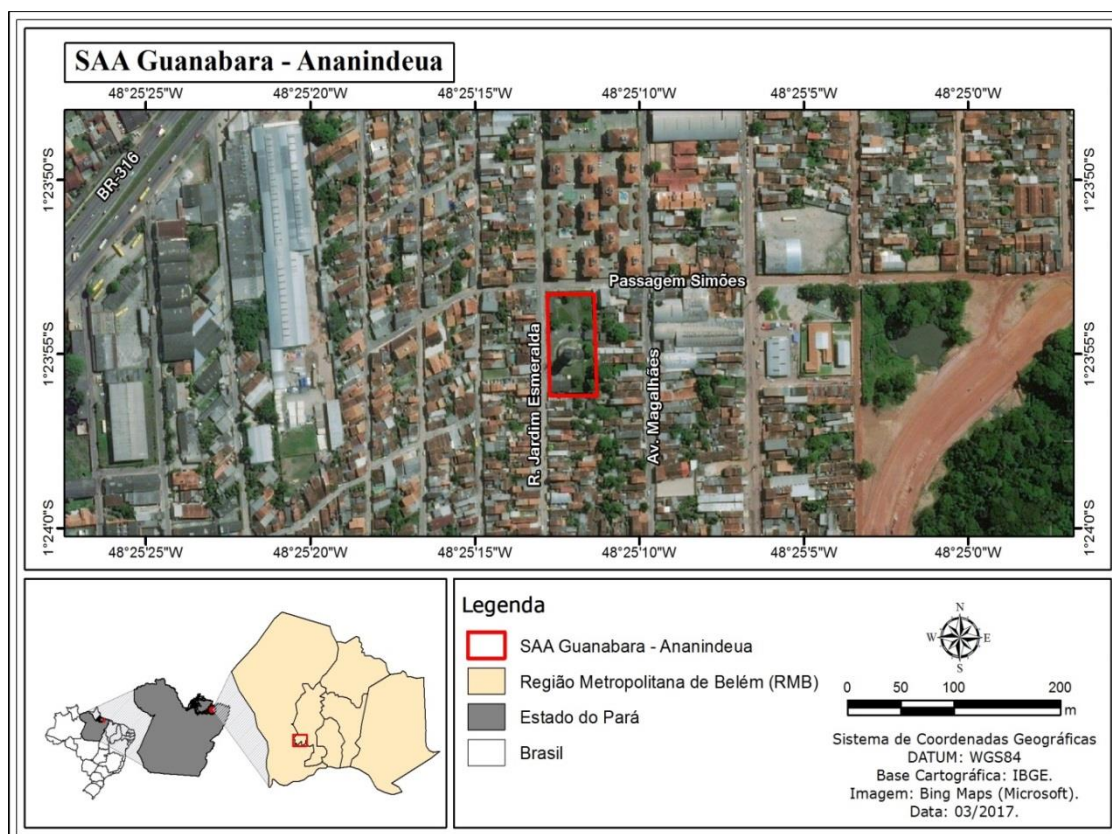 SAA Guanabara - Ananindeua
48°25'25"W 48°25'20"W 48°25'15"W 48°25'10"W 48°25'5"W 48°25'0"W
1°23'50"S
1°23'50"S
BR-316
Passagem Simões
1°23'55"S
R. Jardim Esmeralda
Av. Magalhães
1°23'55"S
1°24'0"S
1°24'0"S
48°25'25"W 48°25'20"W 48°25'15"W 48°25'10"W 48°25'5"W 48°25'0"W
Legenda
SAA Guanabara - Ananindeua
Região Metropolitana de Belém (RMB)
Estado do Pará
Brasil
N
W E
S
0 50 100 200
m
Sistema de Coordenadas Geográficas
DATUM: WGS84
Base Cartográfica: IBGE.
Imagem: Bing Maps (Microsoft).
Data: 03/2017.